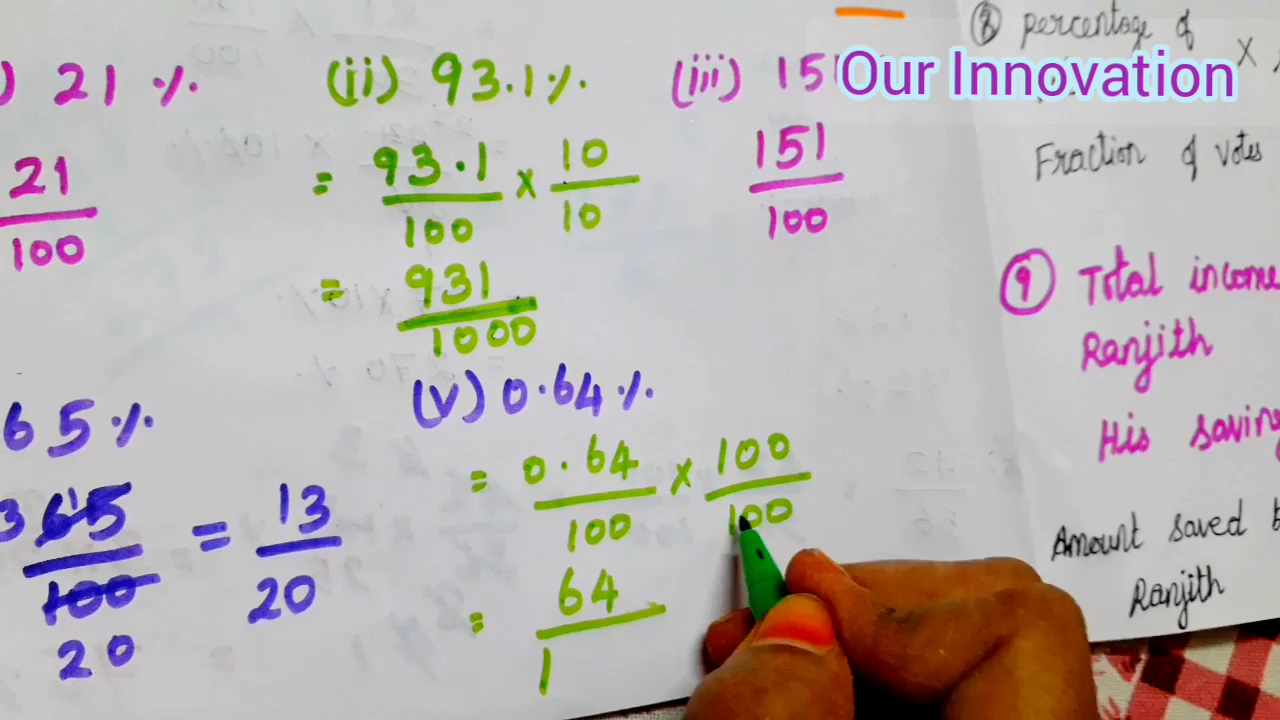 ) 21 %
21
100
(ii) 93.1%
= 93.1 × 10
100 10
= 931
1000
(iii) 151
151
100
Our Innovation
65%
13 65 = 13
100 20
20
(v) 0.64%
= 0.64 × 100
100 100
= 64
1
⑧ percentage of
×
Fraction of votes
⑨ Total income
Ranjith
His saving
Amount saved b
Ranjith